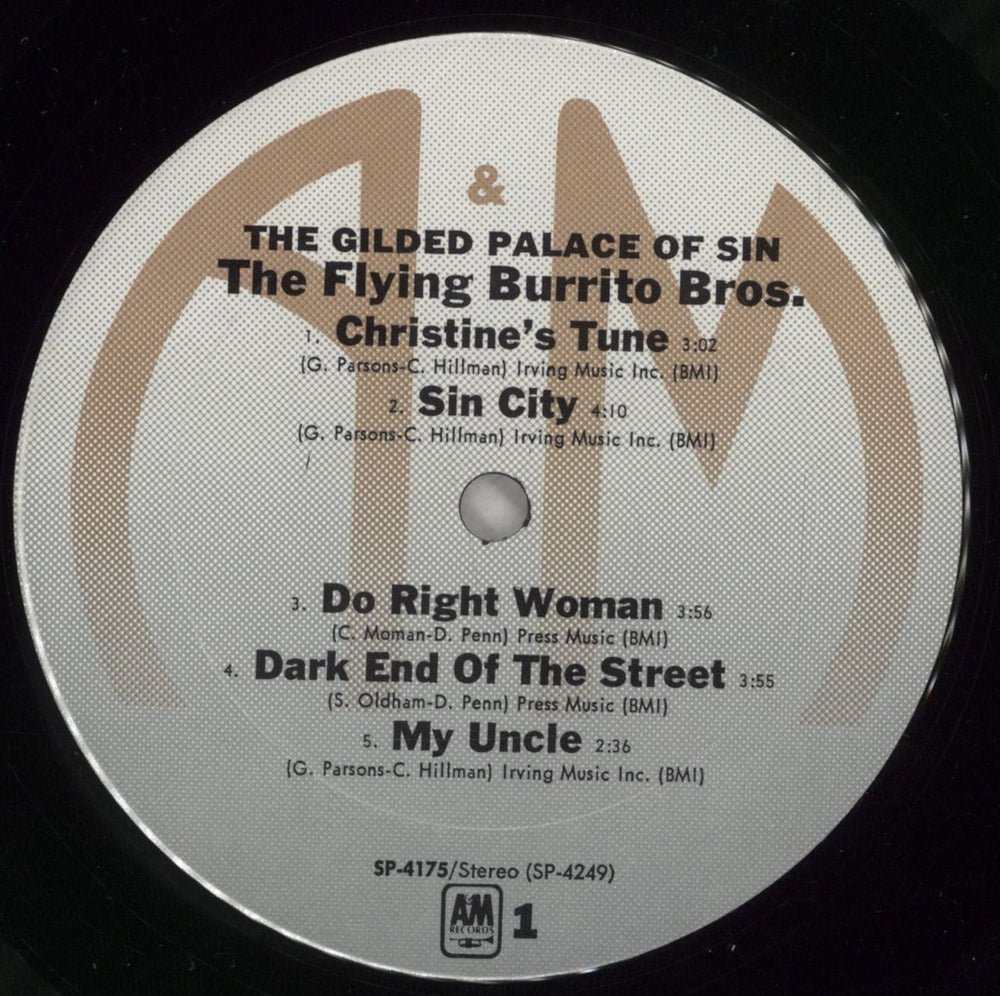 A & M
THE GILDED PALACE OF SIN
The Flying Burrito Bros.
1. Christine's Tune 3:02
(G. Parsons-C. Hillman) Irving Music Inc. (BMI)
2. Sin City 4:10
(G. Parsons-C. Hillman) Irving Music Inc. (BMI)
3. Do Right Woman 3:56
(C. Moman-D. Penn) Press Music (BMI)
4. Dark End Of The Street 3:55
(S. Oldham-D. Penn) Press Music (BMI)
5. My Uncle 2:36
(G. Parsons-C. Hillman) Irving Music Inc. (BMI)
SP-4175/Stereo (SP-4249)
A&M RECORDS 1